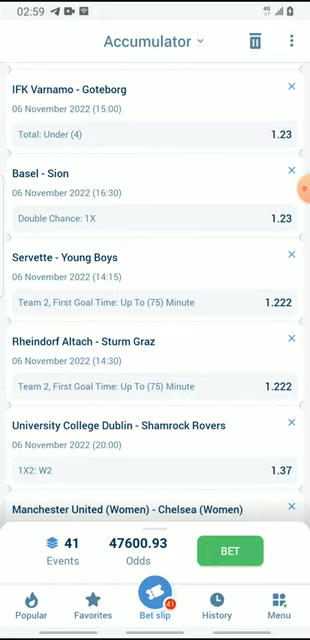 02:59
4G
Accumulator
IFK Varnamo - Goteborg
06 November 2022 (15:00)
Total: Under (4) 1.23
Basel - Sion
06 November 2022 (16:30)
Double Chance: 1X 1.23
Servette - Young Boys
06 November 2022 (14:15)
Team 2, First Goal Time: Up To (75) Minute 1.222
Rheindorf Altach - Sturm Graz
06 November 2022 (14:30)
Team 2, First Goal Time: Up To (75) Minute 1.222
University College Dublin - Shamrock Rovers
06 November 2022 (20:00)
1X2: W2 1.37
Manchester United (Women) - Chelsea (Women)
41 47600.93 BET
Events Odds
41
Popular Favorites Bet slip History Menu